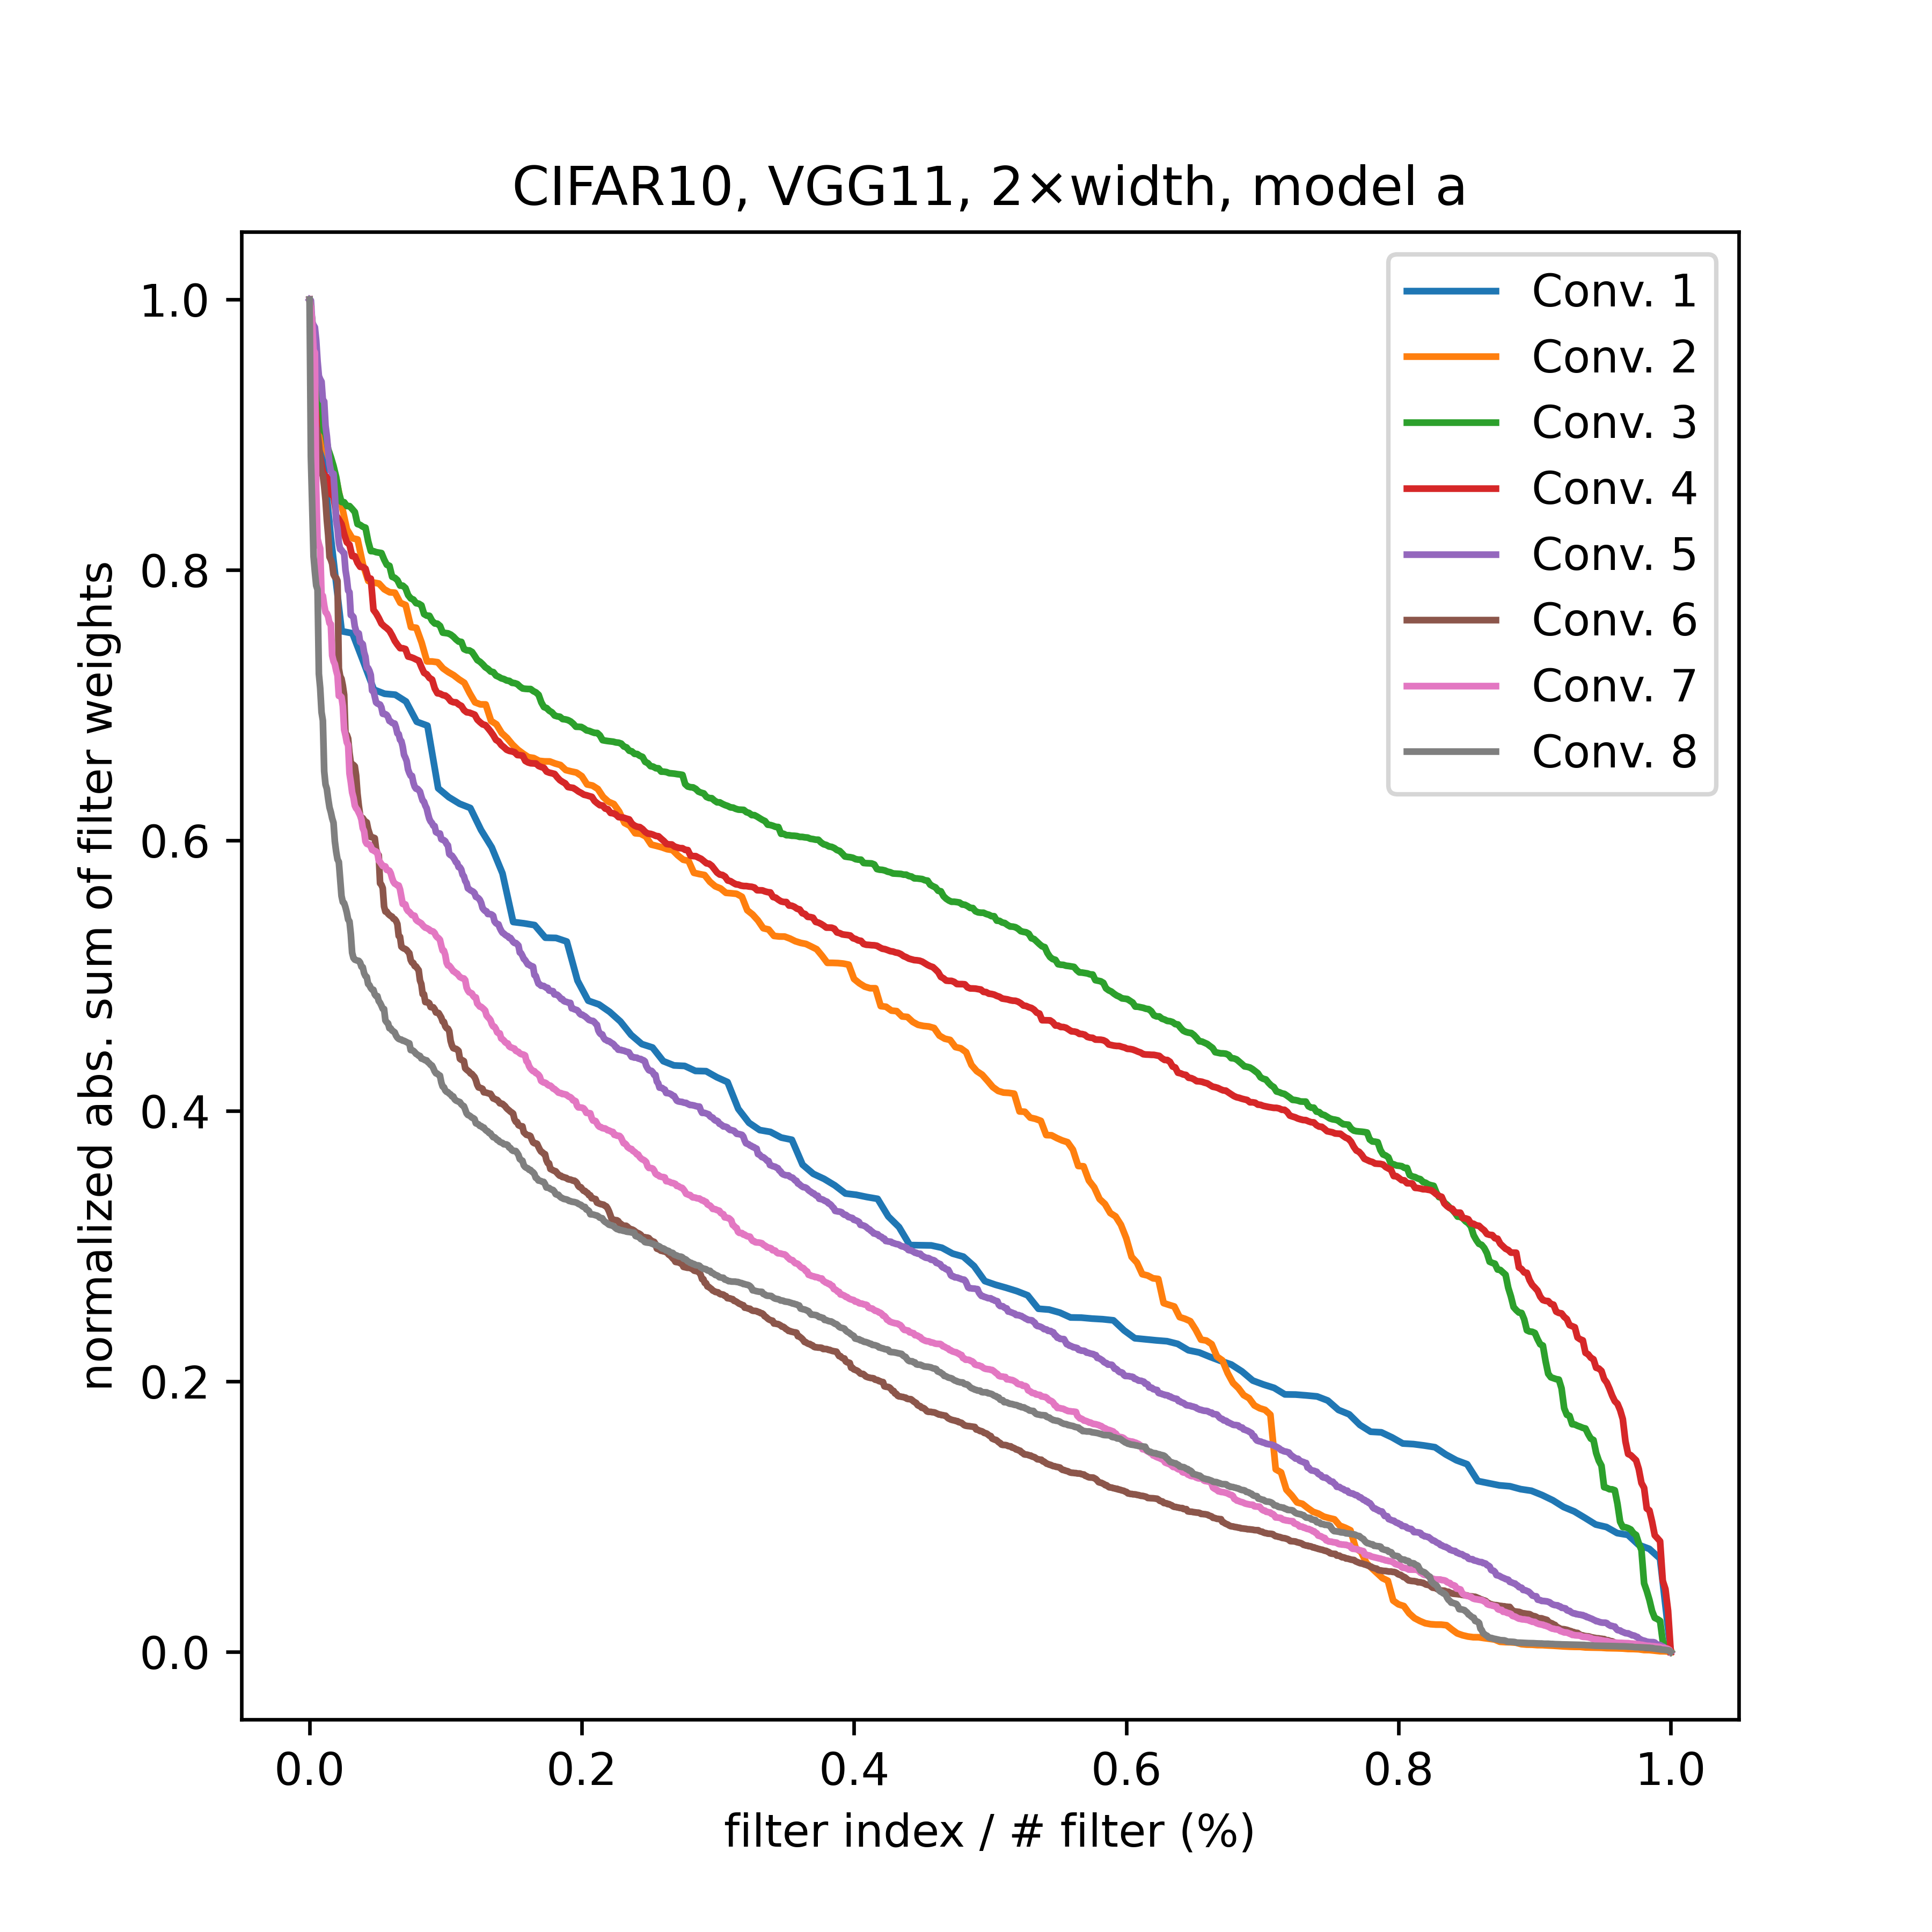 CIFAR10, VGG11, 2×width, model a
normalized abs. sum of filter weights
1.0
0.8
0.6
0.4
0.2
0.0
Conv. 1
Conv. 2
Conv. 3
Conv. 4
Conv. 5
Conv. 6
Conv. 7
Conv. 8
0.0 0.2 0.4 0.6 0.8 1.0
filter index / # filter (%)